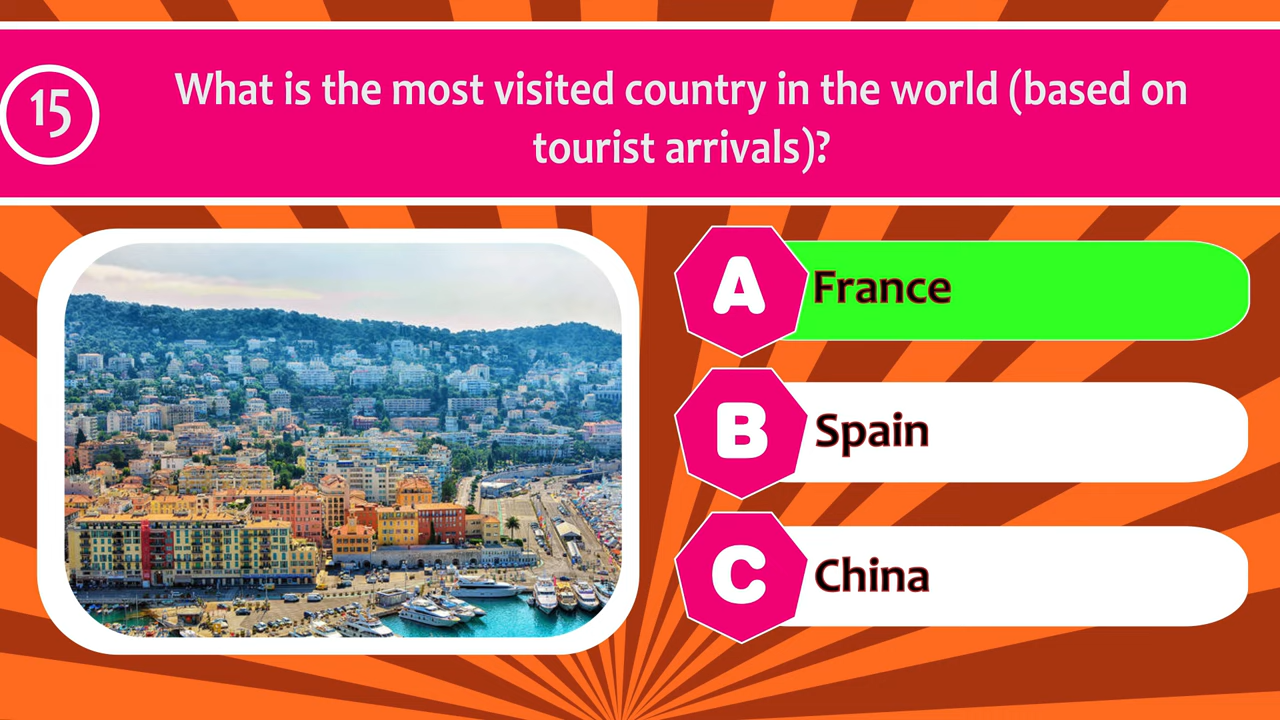 15
What is the most visited country in the world (based on
tourist arrivals)?
A France
B Spain
C China